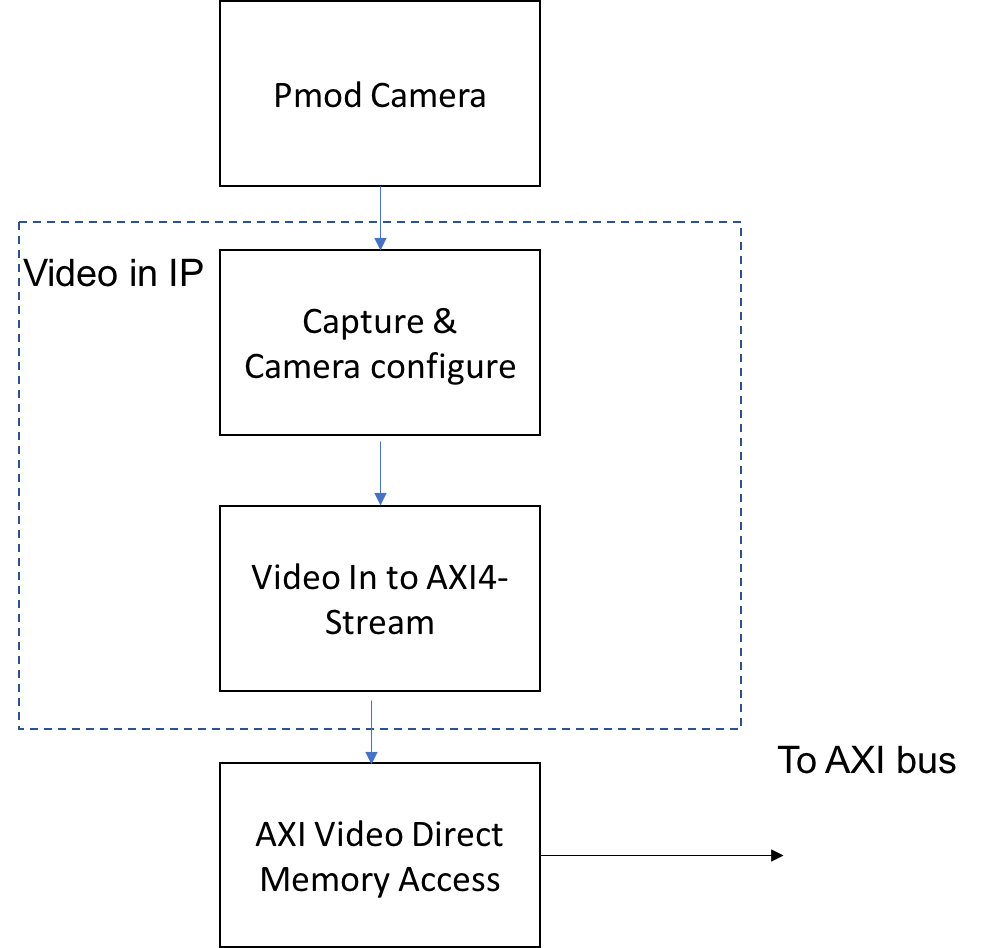 Pmod Camera
Video in IP
Capture &
Camera configure
Video In to AXI4-
Stream
To AXI bus
AXI Video Direct
Memory Access